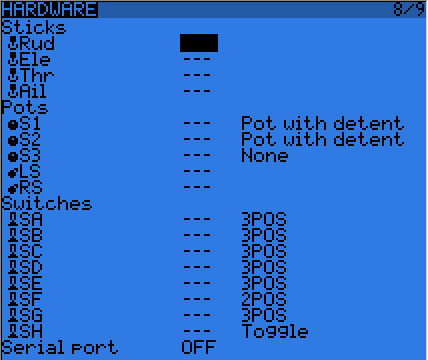 HARDWARE 8/9
Sticks
Rud
Ele ---
Thr ---
Ail ---
Pots
S1 --- Pot with detent
S2 --- Pot with detent
S3 --- None
LS ---
RS ---
Switches
SA --- 3POS
SB --- 3POS
SC --- 3POS
SD --- 3POS
SE --- 3POS
SF --- 2POS
SG --- 3POS
SH --- Toggle
Serial port OFF